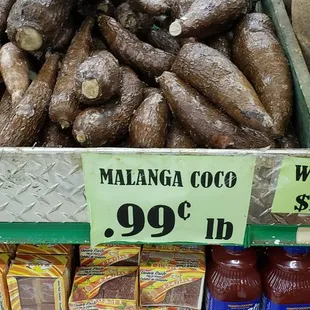 MALANGA COCO
.99¢ lb
W
$